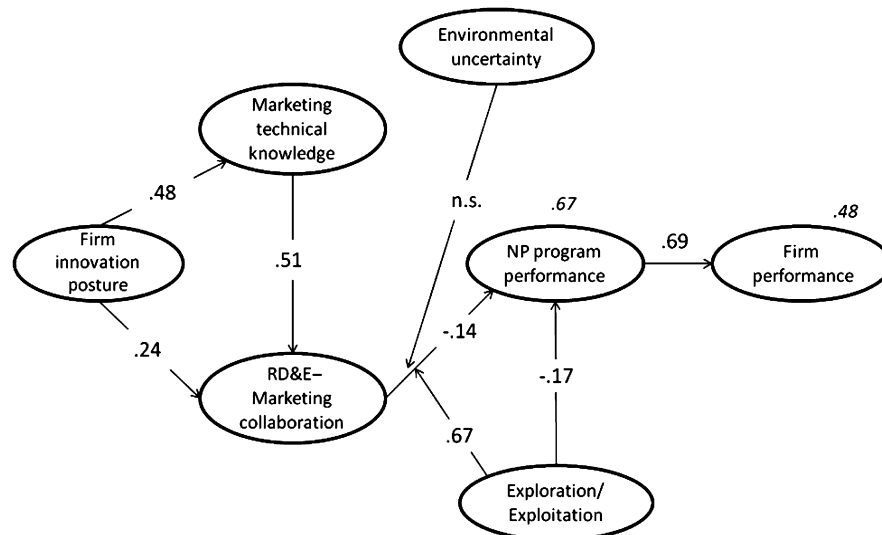 Environmental
uncertainty
Marketing
technical
knowledge
.48
n.s.
.67
.48
Firm
innovation
posture
.51
NP program
performance
.69
Firm
performance
.24
-.14
RD&E–
Marketing
collaboration
-.17
.67
Exploration/
Exploitation